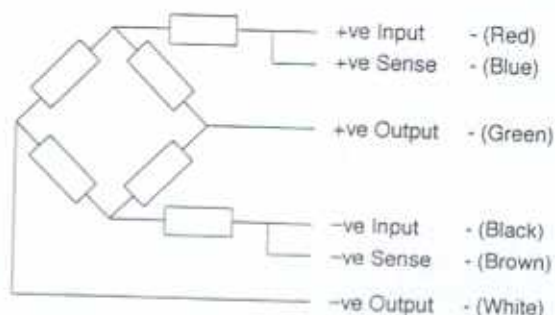 +ve Input - (Red)
+ve Sense - (Blue)
+ve Output - (Green)
−ve Input - (Black)
−ve Sense - (Brown)
−ve Output - (White)